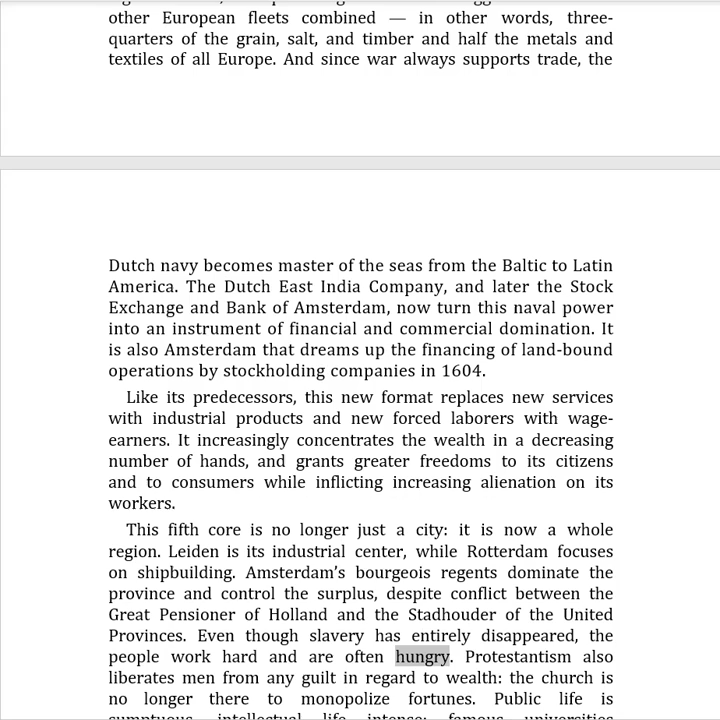 other European fleets combined — in other words, three-
quarters of the grain, salt, and timber and half the metals and
textiles of all Europe. And since war always supports trade, the
Dutch navy becomes master of the seas from the Baltic to Latin
America. The Dutch East India Company, and later the Stock
Exchange and Bank of Amsterdam, now turn this naval power
into an instrument of financial and commercial domination. It
is also Amsterdam that dreams up the financing of land-bound
operations by stockholding companies in 1604.
Like its predecessors, this new format replaces new services
with industrial products and new forced laborers with wage-
earners. It increasingly concentrates the wealth in a decreasing
number of hands, and grants greater freedoms to its citizens
and to consumers while inflicting increasing alienation on its
workers.
This fifth core is no longer just a city: it is now a whole
region. Leiden is its industrial center, while Rotterdam focuses
on shipbuilding. Amsterdam’s bourgeois regents dominate the
province and control the surplus, despite conflict between the
Great Pensioner of Holland and the Stadhouder of the United
Provinces. Even though slavery has entirely disappeared, the
people work hard and are often hungry. Protestantism also
liberates men from any guilt in regard to wealth: the church is
no longer there to monopolize fortunes. Public life is
sumptuous, intellectual life intense; famous universities